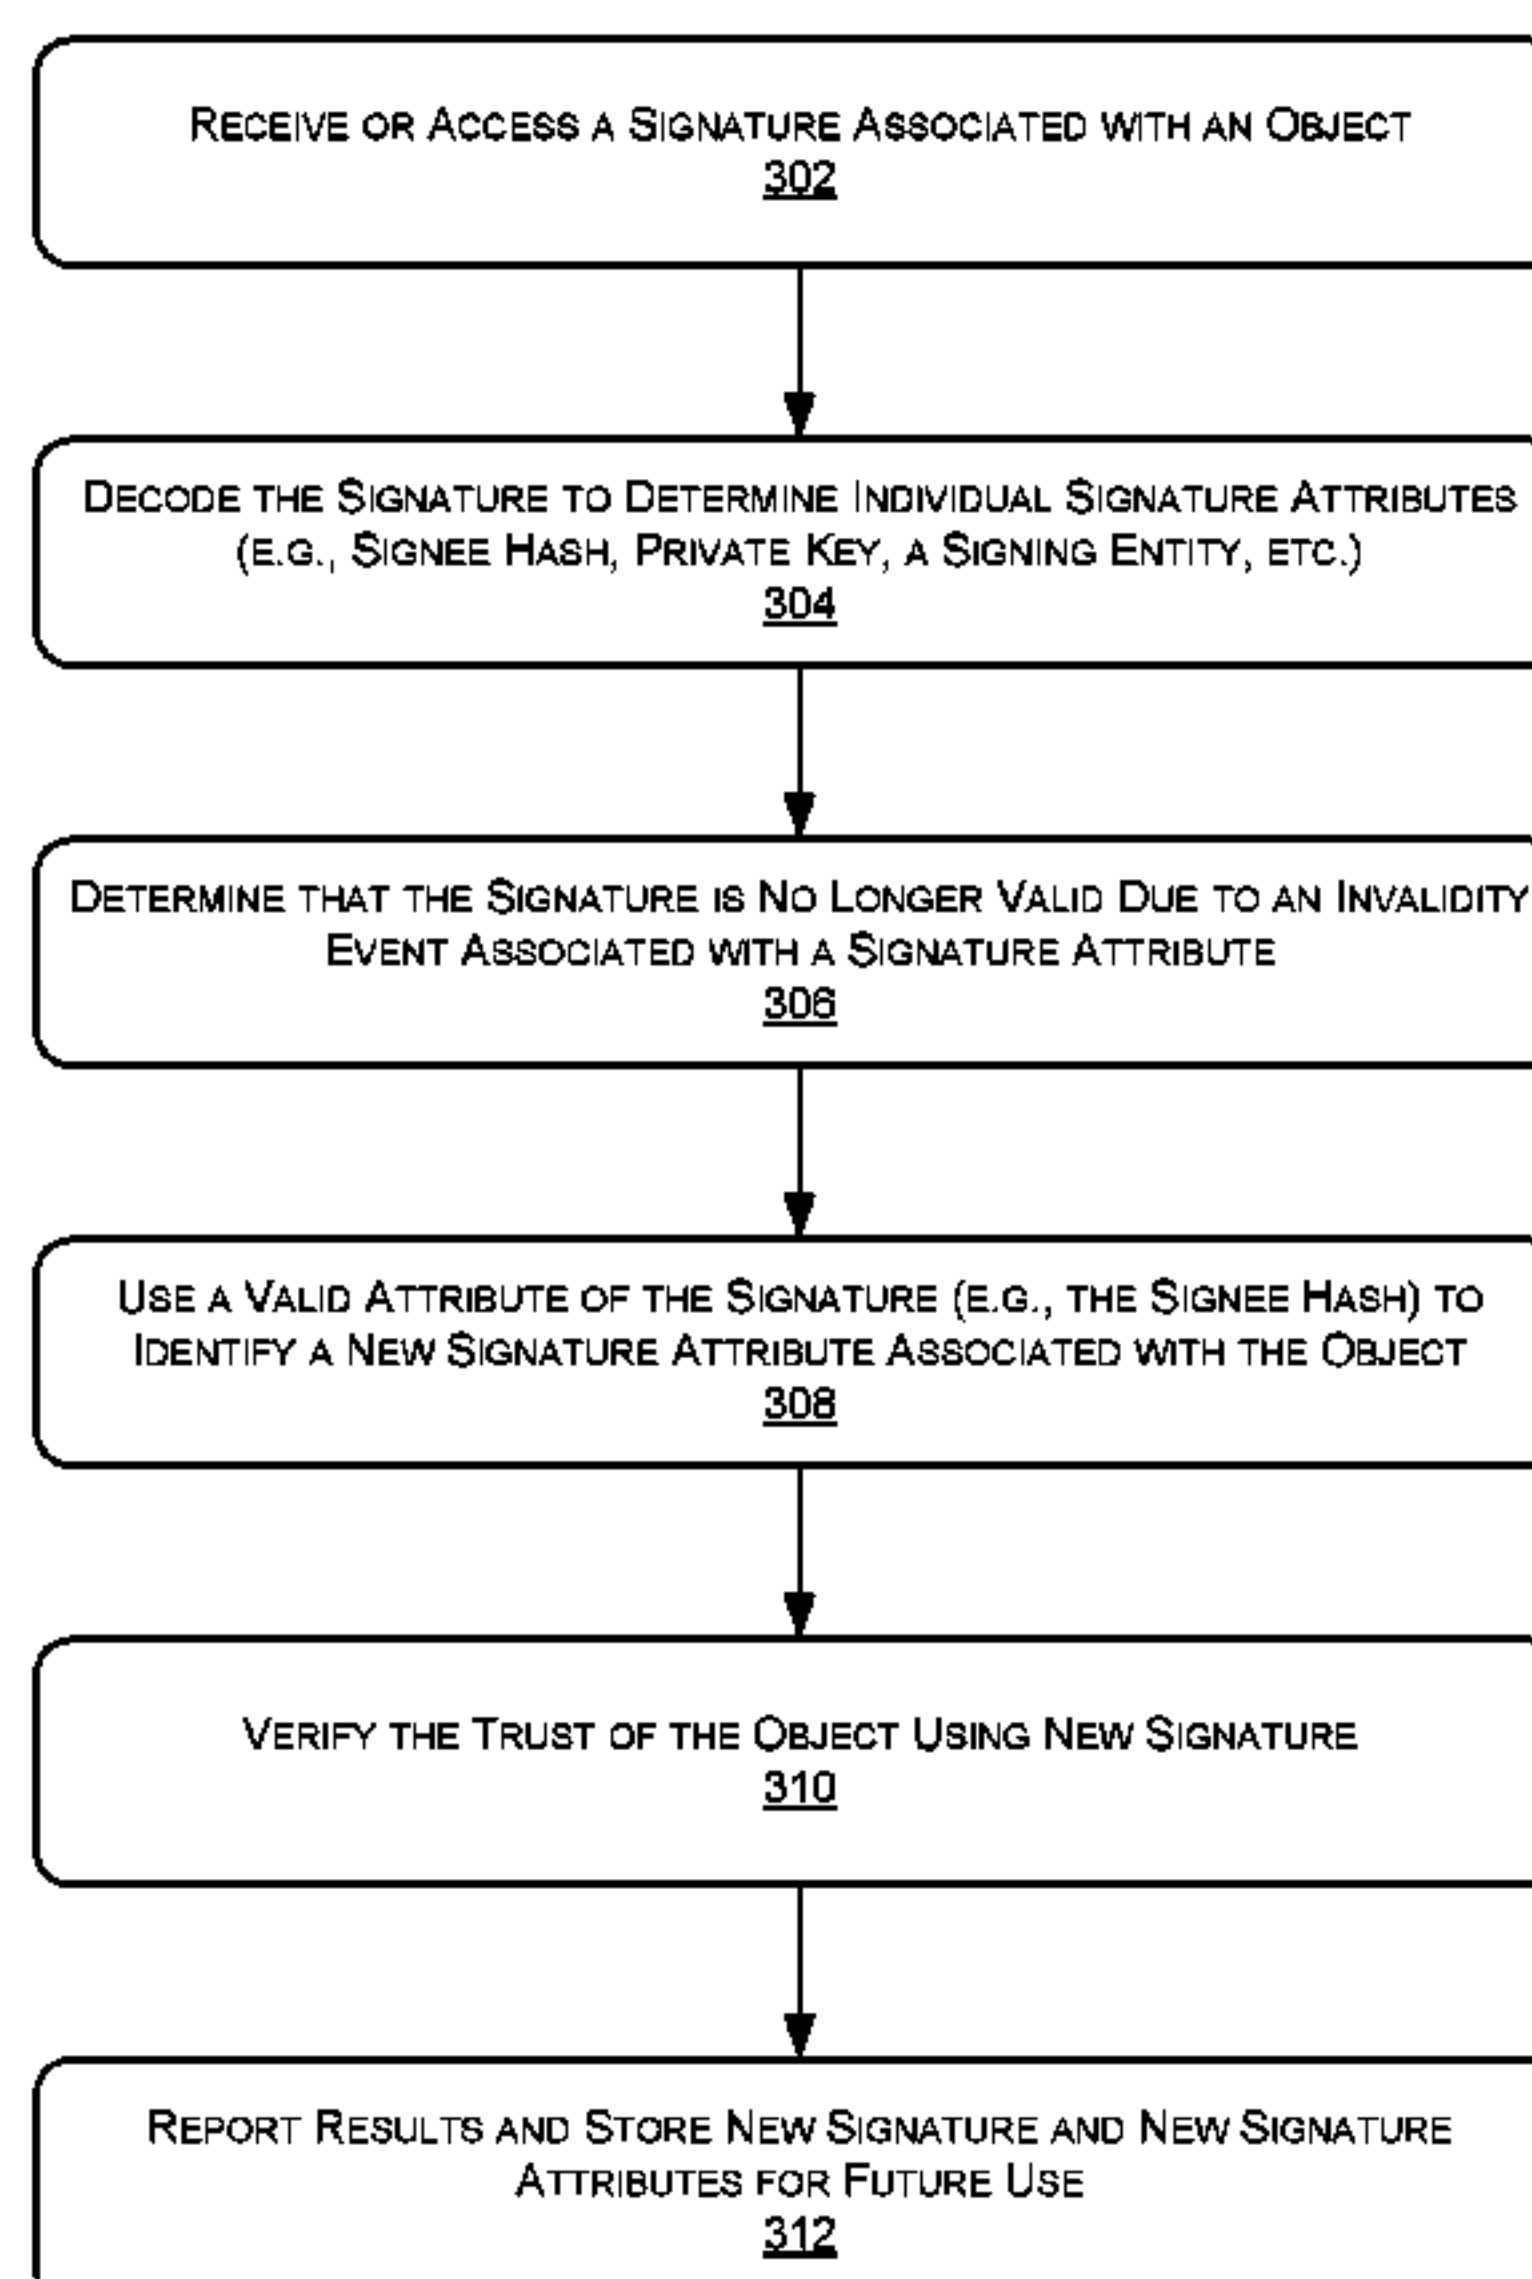 RECEIVE OR ACCESS A SIGNATURE ASSOCIATED WITH AN OBJECT
302
DECODE THE SIGNATURE TO DETERMINE INDIVIDUAL SIGNATURE ATTRIBUTES
(E.G., SIGNEE HASH, PRIVATE KEY, A SIGNING ENTITY, ETC.)
304
DETERMINE THAT THE SIGNATURE IS NO LONGER VALID DUE TO AN INVALIDITY
EVENT ASSOCIATED WITH A SIGNATURE ATTRIBUTE
306
USE A VALID ATTRIBUTE OF THE SIGNATURE (E.G., THE SIGNEE HASH) TO
IDENTIFY A NEW SIGNATURE ATTRIBUTE ASSOCIATED WITH THE OBJECT
308
VERIFY THE TRUST OF THE OBJECT USING NEW SIGNATURE
310
REPORT RESULTS AND STORE NEW SIGNATURE AND NEW SIGNATURE
ATTRIBUTES FOR FUTURE USE
312